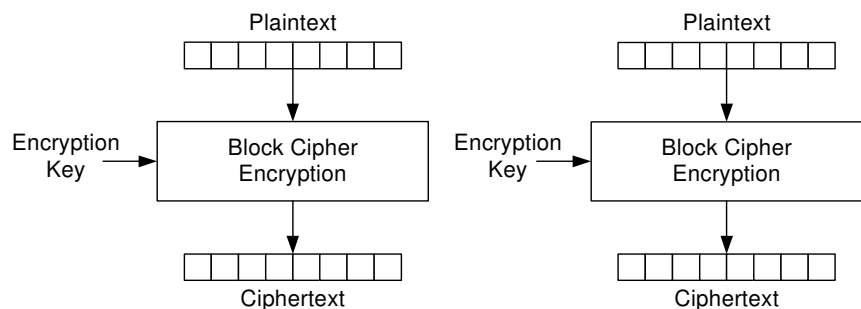 Plaintext
Encryption
Key
Block Cipher
Encryption
Ciphertext
Plaintext
Encryption
Key
Block Cipher
Encryption
Ciphertext